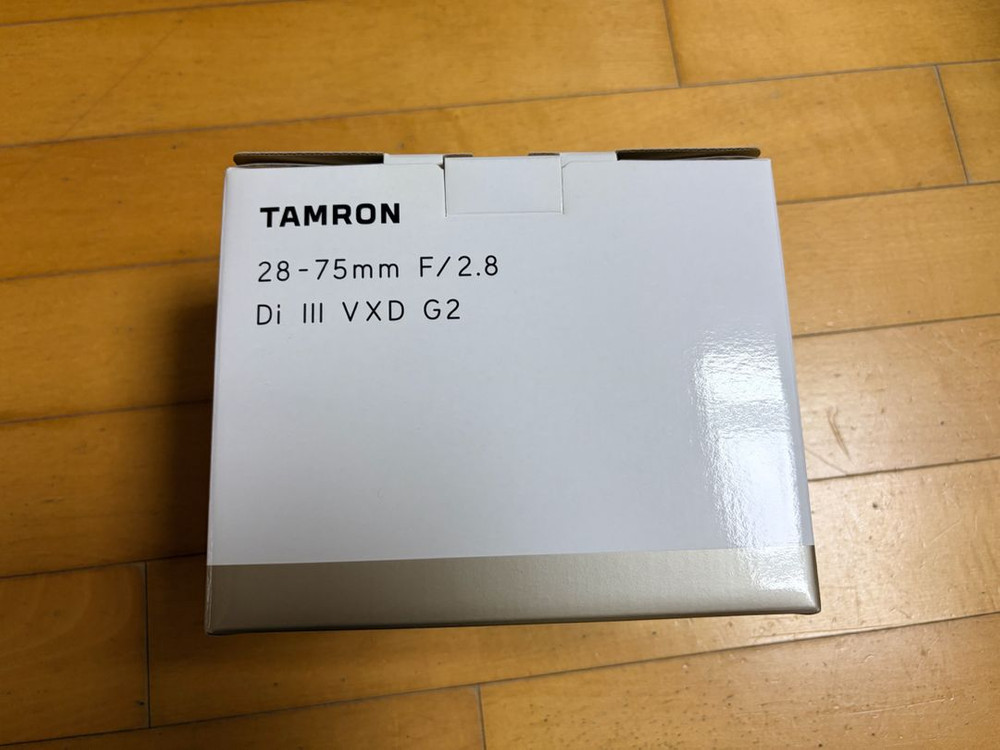 TAMRON
28-75mm F/2.8
Di III VXD G2